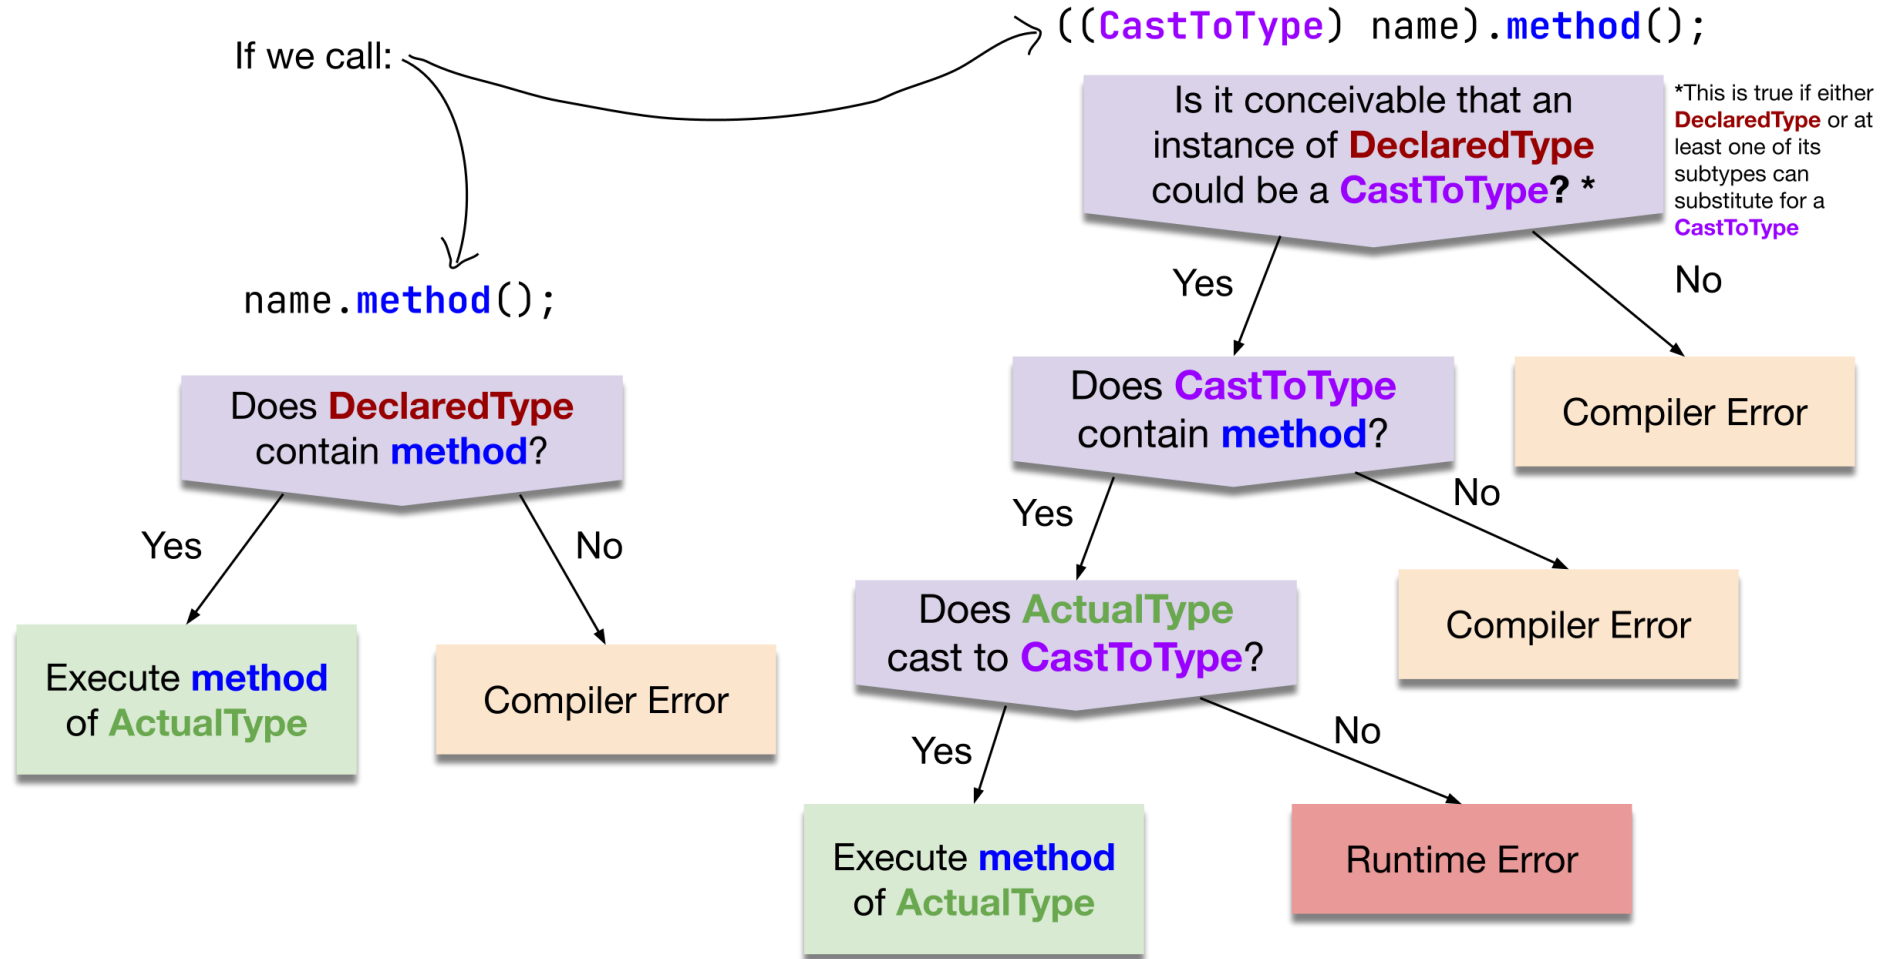 If we call:
((CastToType) name).method();
Is it conceivable that an
instance of DeclaredType
could be a CastToType? *
*This is true if either
DeclaredType or at
least one of its
subtypes can
substitute for a
CastToType
Yes
No
name.method();
Does DeclaredType
contain method?
Yes
No
Execute method
of ActualType
Compiler Error
Does CastToType
contain method?
Compiler Error
Yes
No
Does ActualType
cast to CastToType?
Compiler Error
Yes
No
Execute method
of ActualType
Runtime Error